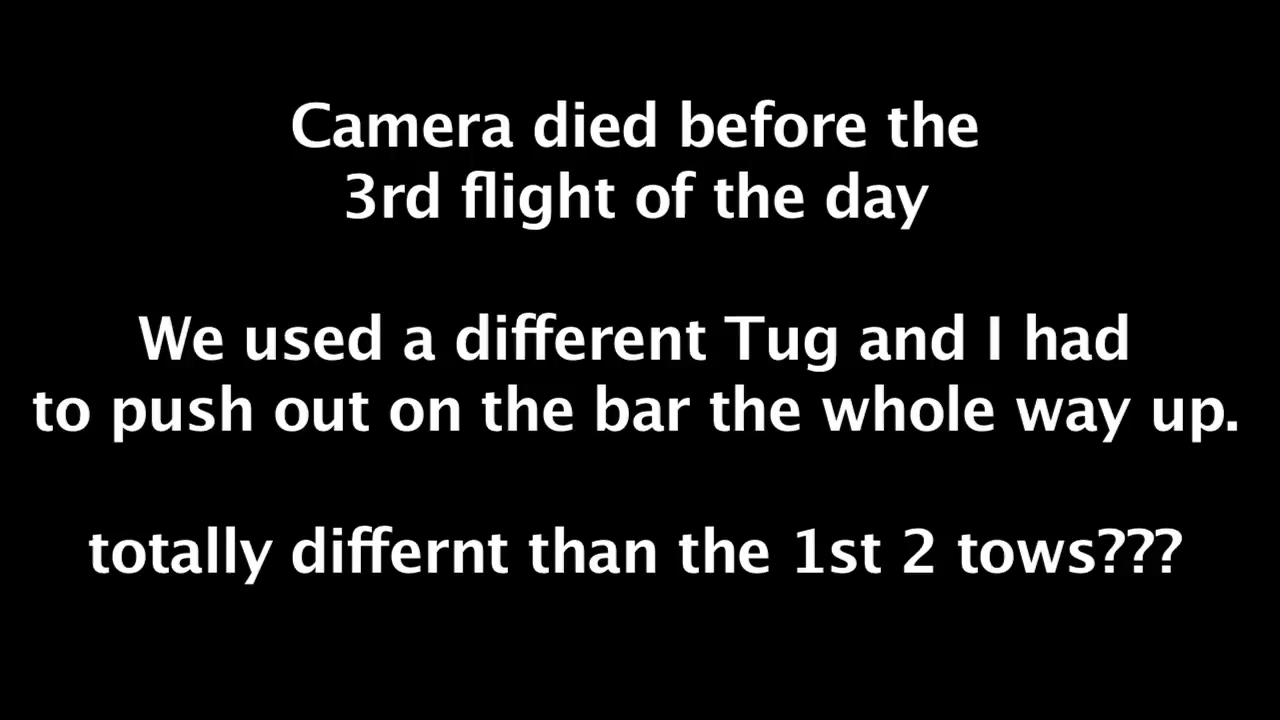 Camera died before the
3rd flight of the day
We used a different Tug and I had
to push out on the bar the whole way up.
totally differnt than the 1st 2 tows???